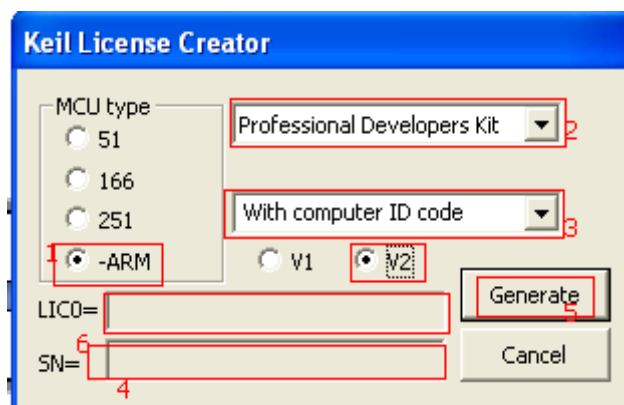 Keil License Creator
MCU type
51
166
251
1
-ARM
Professional Developers Kit
2
With computer ID code
3
V1
V2
LIC0=
6
SN=
4
Generate
5
Cancel